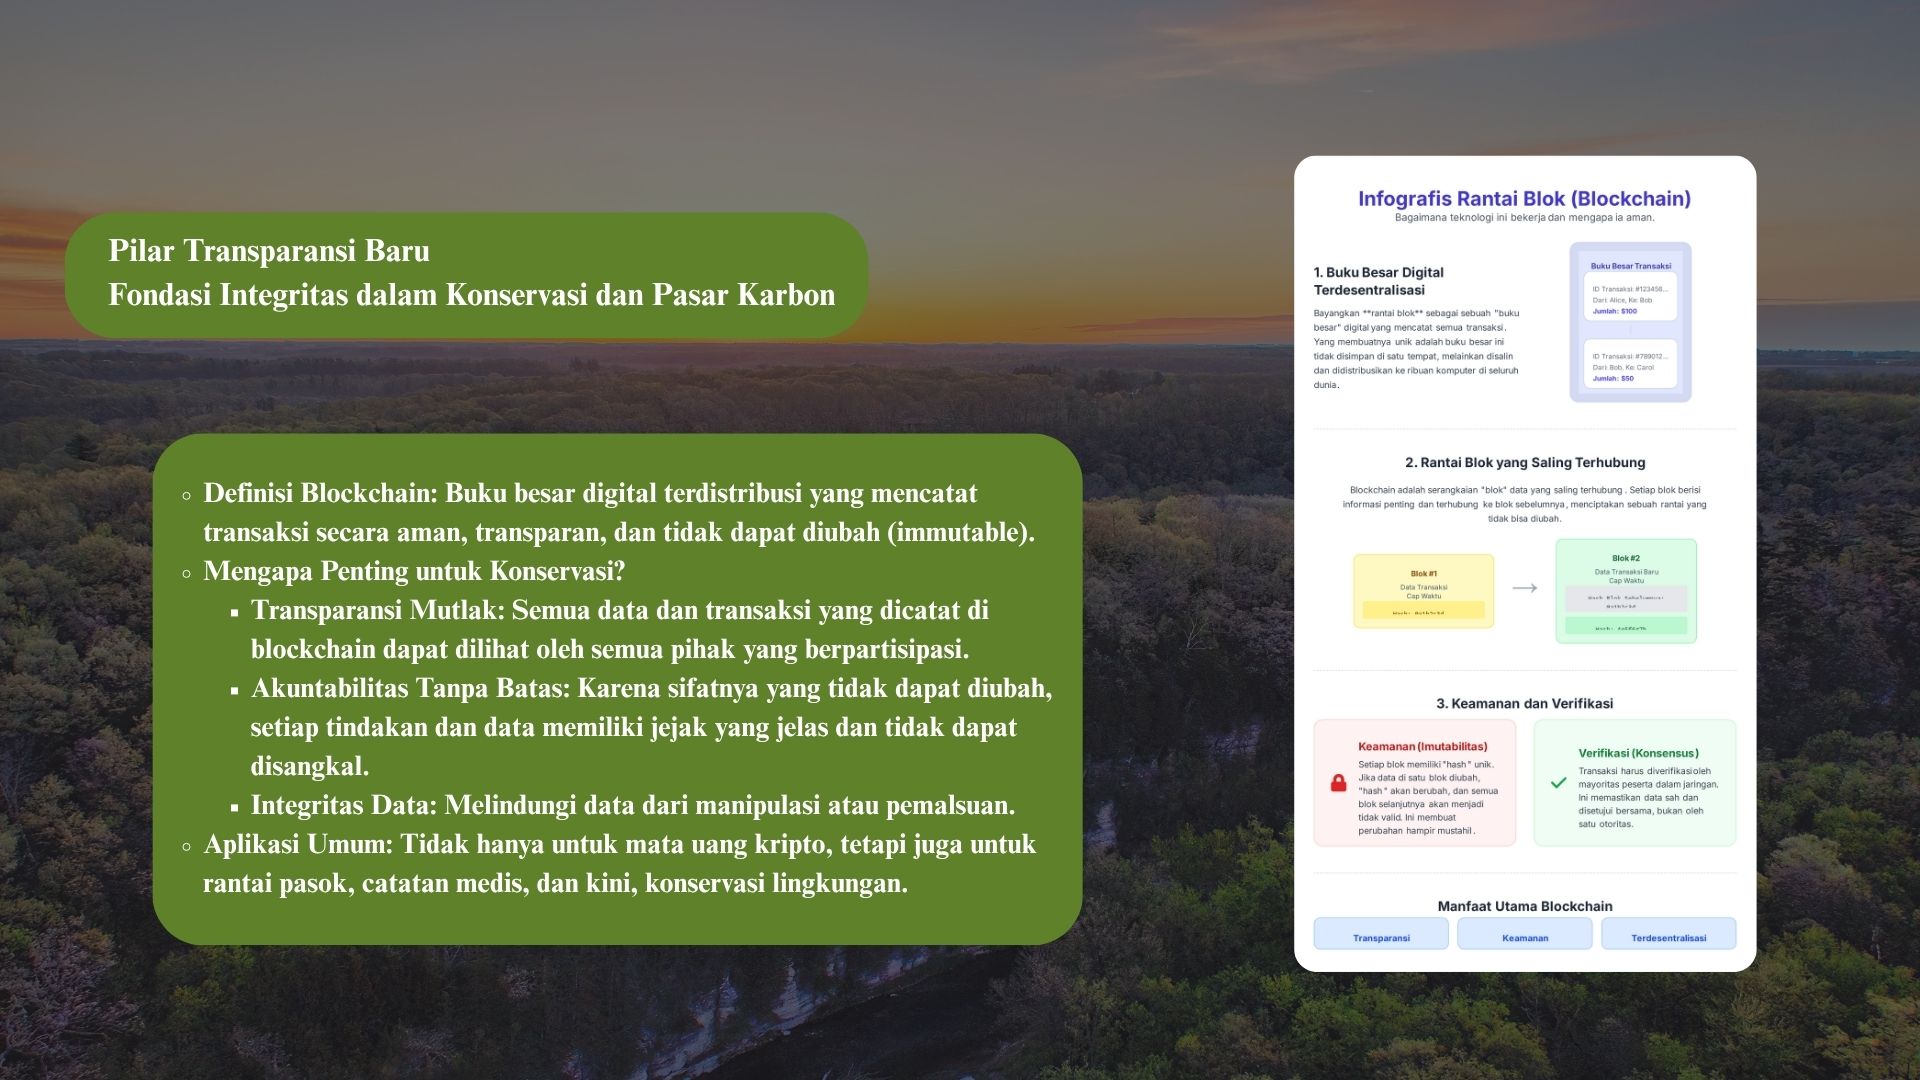 Pilar Transparansi Baru
Fondasi Integritas dalam Konservasi dan Pasar Karbon
Definisi Blockchain: Buku besar digital terdistribusi yang mencatat
transaksi secara aman, transparan, dan tidak dapat diubah (immutable).
Mengapa Penting untuk Konservasi?
Transparansi Mutlak: Semua data dan transaksi yang dicatat di
blockchain dapat dilihat oleh semua pihak yang berpartisipasi.
Akuntabilitas Tanpa Batas: Karena sifatnya yang tidak dapat diubah,
setiap tindakan dan data memiliki jejak yang jelas dan tidak dapat
disangkal.
Integritas Data: Melindungi data dari manipulasi atau pemalsuan.
Aplikasi Umum: Tidak hanya untuk mata uang kripto, tetapi juga untuk
rantai pasok, catatan medis, dan kini, konservasi lingkungan.
Infografis Rantai Blok (Blockchain)
Bagaimana teknologi ini bekerja dan mengapa ia aman.
1. Buku Besar Digital
Terdesentralisasi
Bayangkan **rantai blok** sebagai sebuah "buku
besar" digital yang mencatat semua transaksi.
Yang membuatnya unik adalah buku besar ini
tidak disimpan di satu tempat, melainkan disalin
dan didistribusikan ke ribuan komputer di seluruh
dunia.
Buku Besar Transaksi
ID Transaksi: #123456...
Dari: Alice, Ke: Bob
Jumlah: $100
ID Transaksi: #789012...
Dari: Bob, Ke: Carol
Jumlah: $50
2. Rantai Blok yang Saling Terhubung
Blockchain adalah serangkaian "blok" data yang saling terhubung. Setiap blok berisi
informasi penting dan terhubung ke blok sebelumnya, menciptakan sebuah rantai yang
tidak bisa diubah.
Blok #1
Data Transaksi
Cap Waktu
Blok #2
Data Transaksi Baru
Cap Waktu
3. Keamanan dan Verifikasi
Keamanan (Imutabilitas)
Setiap blok memiliki "hash" unik.
Jika data di satu blok diubah,
"hash" akan berubah, dan semua
blok selanjutnya akan menjadi
tidak valid. Ini membuat
perubahan hampir mustahil.
Verifikasi (Konsensus)
Transaksi harus diverifikasi oleh
mayoritas peserta dalam jaringan.
Ini memastikan data sah dan
disetujui bersama, bukan oleh
satu otoritas.
Manfaat Utama Blockchain
Transparansi
Keamanan
Terdesentralisasi